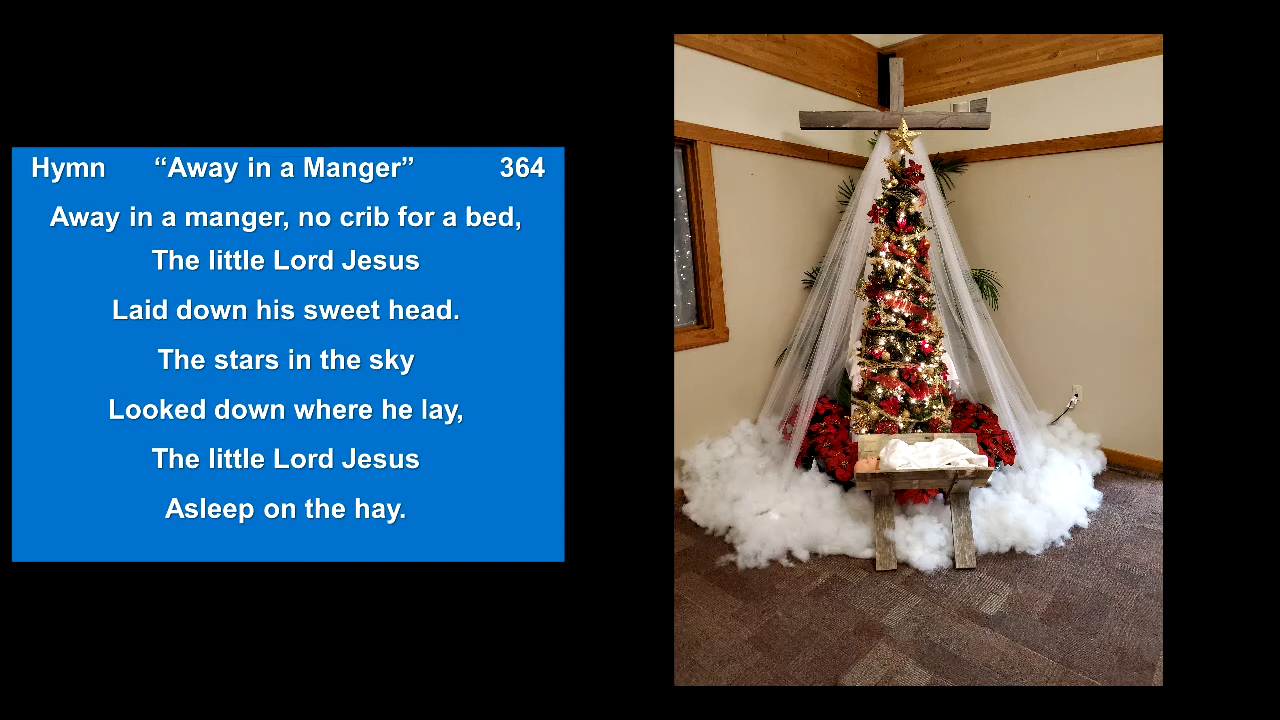 Hymn “Away in a Manger” 364
Away in a manger, no crib for a bed,
The little Lord Jesus
Laid down his sweet head.
The stars in the sky
Looked down where he lay,
The little Lord Jesus
Asleep on the hay.